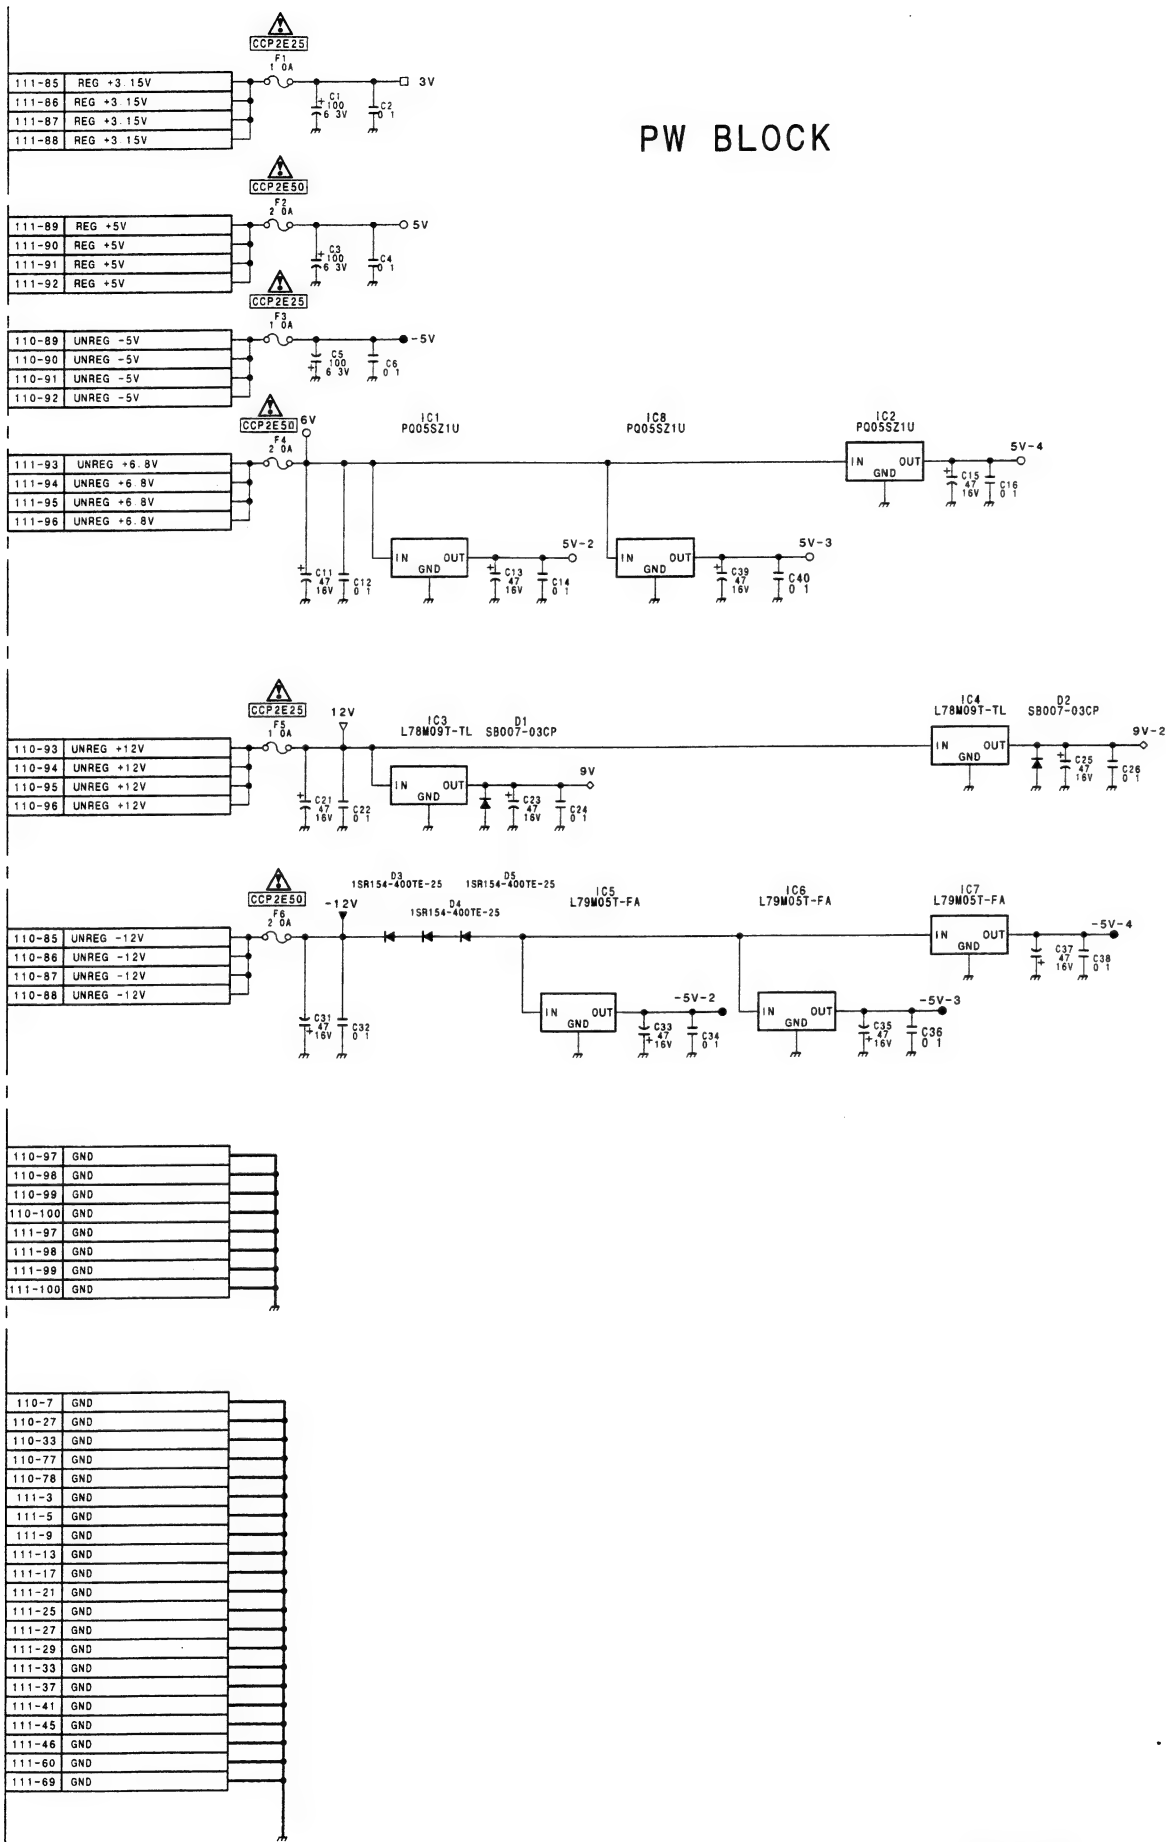 PW BLOCK
CCP2E25
F1
1 0A
111-85 REG +3.15V
111-86 REG +3.15V
111-87 REG +3.15V
111-88 REG +3.15V
3V
+ C1
100
6 3V
C2
0 1
CCP2E50
F2
2 0A
111-89 REG +5V
111-90 REG +5V
111-91 REG +5V
111-92 REG +5V
5V
+ C3
100
6 3V
C4
0 1
CCP2E25
F3
1 0A
110-89 UNREG -5V
110-90 UNREG -5V
110-91 UNREG -5V
110-92 UNREG -5V
-5V
C5
100
+ 6 3V
C6
0 1
CCP2E50
F4
2 0A
6V
111-93 UNREG +6.8V
111-94 UNREG +6.8V
111-95 UNREG +6.8V
111-96 UNREG +6.8V
IC1
PQ05SZ1U
IC8
PQ05SZ1U
IC2
PQ05SZ1U
IN OUT
GND
5V-4
+ C15
47
16V
C16
0 1
+ C11
47
16V
C12
0 1
IN OUT
GND
5V-2
+ C13
47
16V
C14
0 1
IN OUT
GND
5V-3
+ C39
47
16V
C40
0 1
CCP2E25
F5
1 0A
12V
110-93 UNREG +12V
110-94 UNREG +12V
110-95 UNREG +12V
110-96 UNREG +12V
IC3
L78M09T-TL
D1
SB007-03CP
IC4
L78M09T-TL
D2
SB007-03CP
IN OUT
GND
9V-2
+ C25
47
16V
C26
0 1
+ C21
47
16V
C22
0 1
IN OUT
GND
9V
+ C23
47
16V
C24
0 1
CCP2E50
F6
2 0A
-12V
110-85 UNREG -12V
110-86 UNREG -12V
110-87 UNREG -12V
110-88 UNREG -12V
D3
1SR154-400TE-25
D5
1SR154-400TE-25
D4
1SR154-400TE-25
IC5
L79M05T-FA
IC6
L79M05T-FA
IC7
L79M05T-FA
IN OUT
GND
-5V-4
C37
47
+ 16V
C38
0 1
C31
47
+ 16V
C32
0 1
IN OUT
GND
-5V-2
C33
47
+ 16V
C34
0 1
IN OUT
GND
-5V-3
C35
47
+ 16V
C36
0 1
110-97 GND
110-98 GND
110-99 GND
110-100 GND
111-97 GND
111-98 GND
111-99 GND
111-100 GND
110-7 GND
110-27 GND
110-33 GND
110-77 GND
110-78 GND
111-3 GND
111-5 GND
111-9 GND
111-13 GND
111-17 GND
111-21 GND
111-25 GND
111-27 GND
111-29 GND
111-33 GND
111-37 GND
111-41 GND
111-45 GND
111-46 GND
111-60 GND
111-69 GND